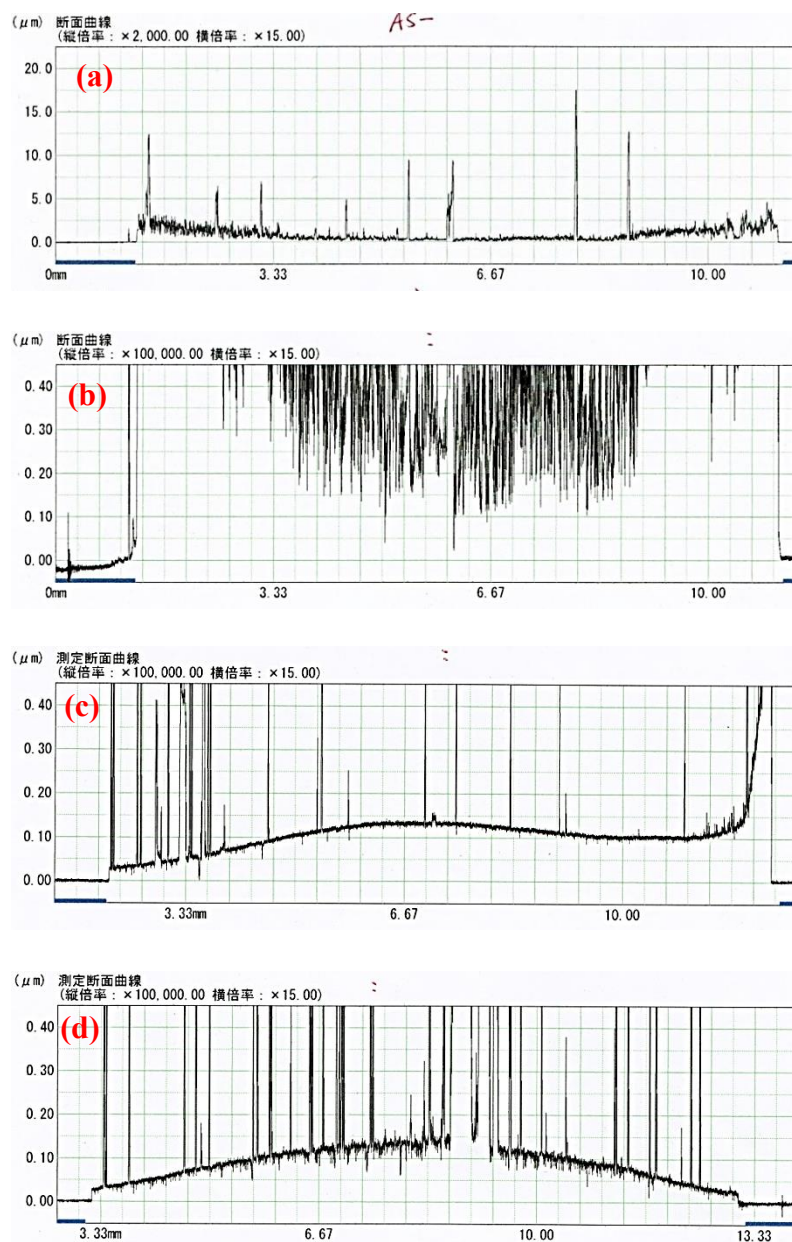 AS-
(μm) 断面曲線
(縦倍率：×2,000.00 横倍率：×15.00)
(a)
20.0
15.0
10.0
5.0
0.0
0mm 3.33 6.67 10.00
(μm) 断面曲線
(縦倍率：×100,000.00 横倍率：×15.00)
(b)
0.40
0.30
0.20
0.10
0.00
0mm 3.33 6.67 10.00
(μm) 測定断面曲線
(縦倍率：×100,000.00 横倍率：×15.00)
(c)
0.40
0.30
0.20
0.10
0.00
3.33mm 6.67 10.00
(μm) 測定断面曲線
(縦倍率：×100,000.00 横倍率：×15.00)
(d)
0.40
0.30
0.20
0.10
0.00
3.33mm 6.67 10.00 13.33